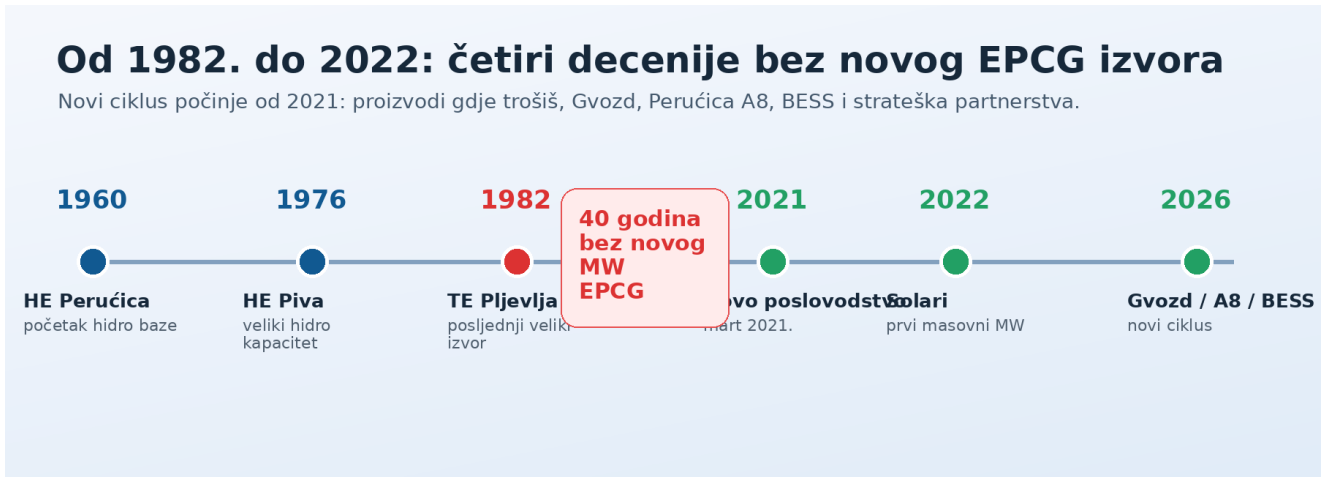 Od 1982. do 2022: četiri decenije bez novog EPCG izvora
Novi ciklus počinje od 2021: proizvodi gdje trošiš, Gvozd, Perućica A8, BESS i strateška partnerstva.
1960
HE Perućica
početak hidro baze
1976
HE Piva
veliki hidro
kapacitet
1982
TE Pljevlja
posljednji veliki
izvor
40 godina
bez novog
MW
EPCG
2021
ovo poslovodstvo
mart 2021.
2022
Solari
prvi masovni MW
2026
Gvozd / A8 / BESS
novi ciklus